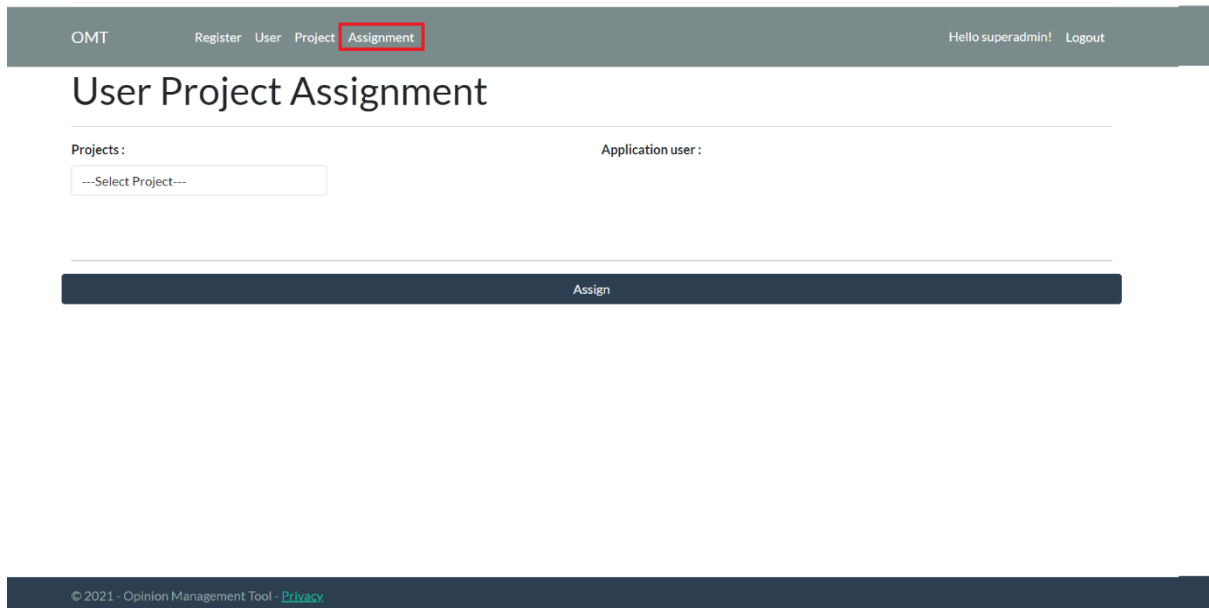 OMT Register User Project Assignment Hello superadmin! Logout
User Project Assignment
Projects : Application user :
---Select Project---
Assign
© 2021 - Opinion Management Tool - Privacy